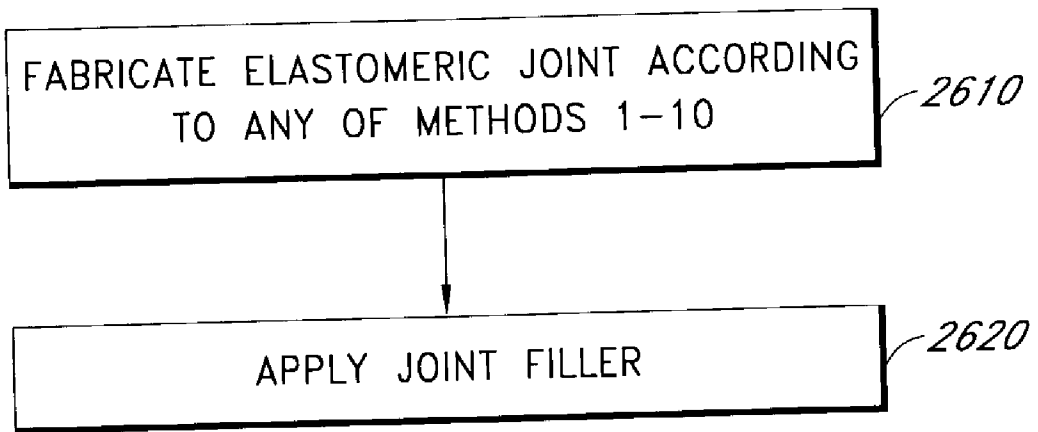 FABRICATE ELASTOMERIC JOINT ACCORDING
TO ANY OF METHODS 1-10
2610
APPLY JOINT FILLER
2620